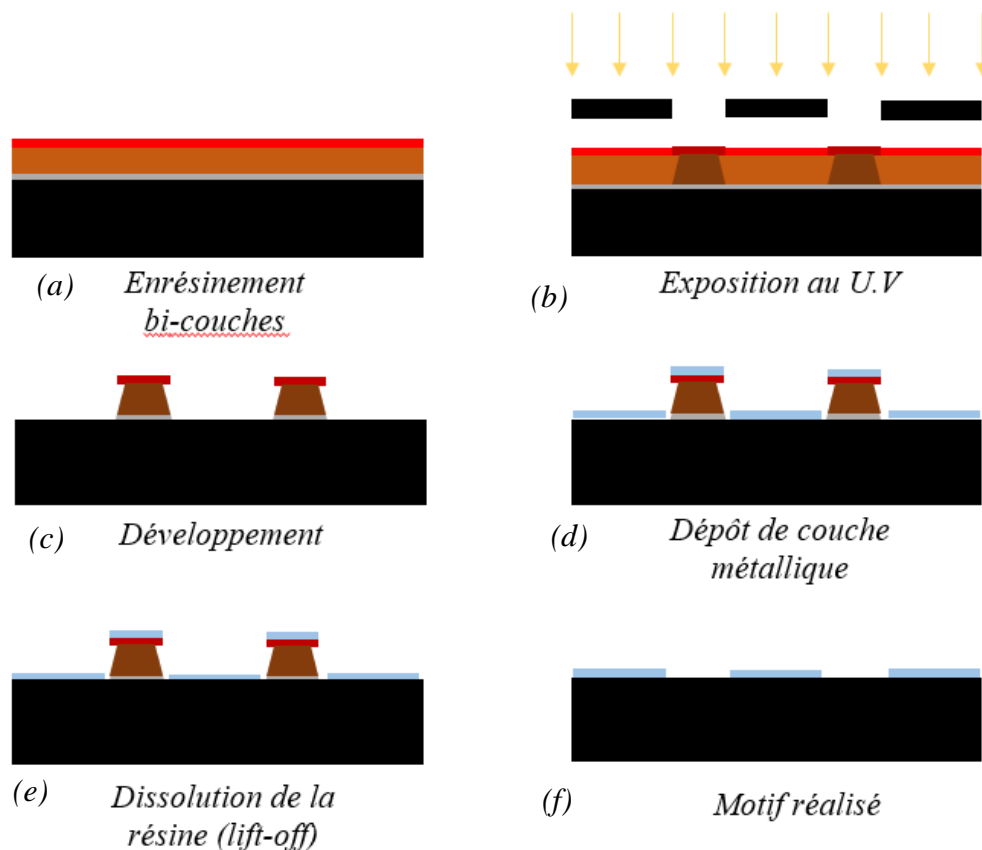 (a) Enrésinement
bi-couches
(b) Exposition au U.V
(c) Développement
(d) Dépôt de couche
métallique
(e) Dissolution de la
résine (lift-off)
(f) Motif réalisé